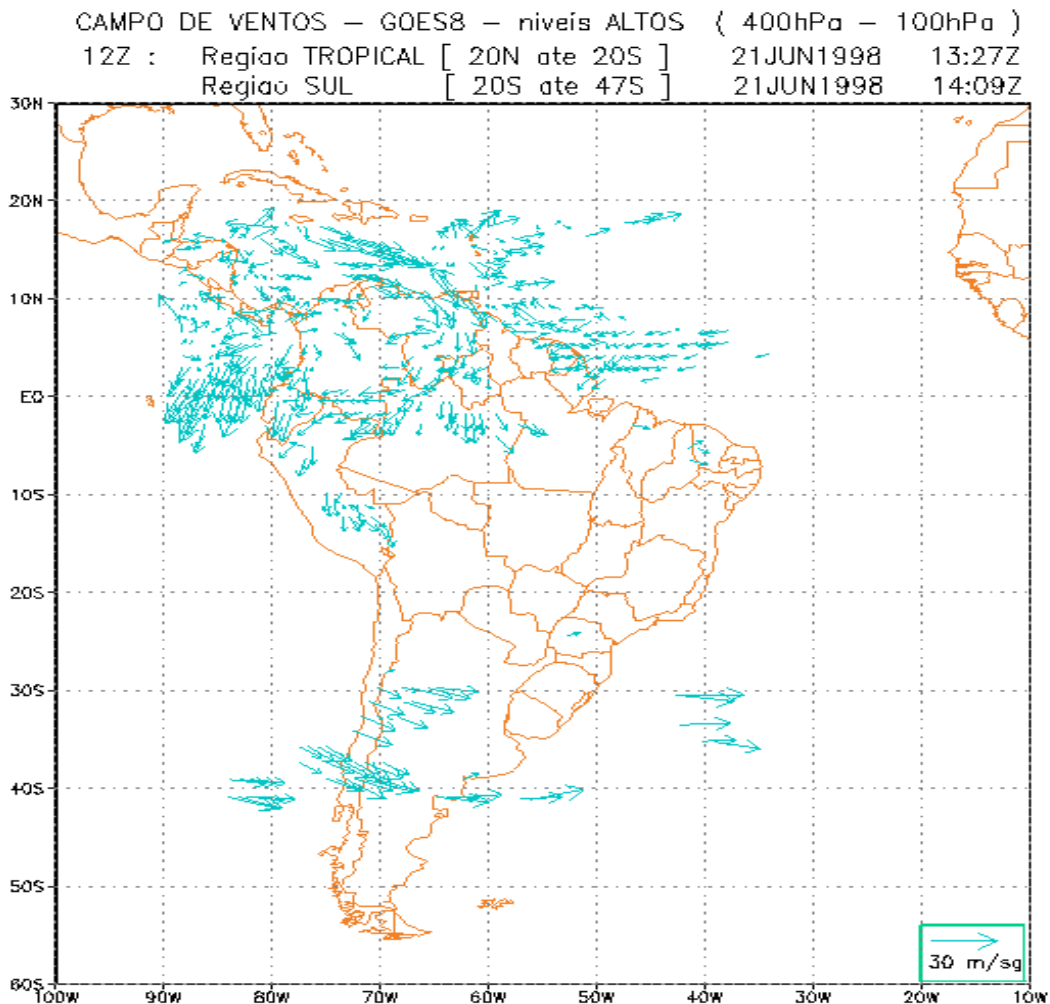 CAMPO DE VENTOS – GOES8 – niveis ALTOS ( 400hPa – 100hPa )
12Z : Regiao TROPICAL [ 20N ate 20S ] 21JUN1998 13:27Z
Regiao SUL [ 20S ate 47S ] 21JUN1998 14:09Z
30N
20N
10N
EQ
10S
20S
30S
40S
50S
60S
30 m/sg
100W 90W 80W 70W 60W 50W 40W 30W 20W 10W